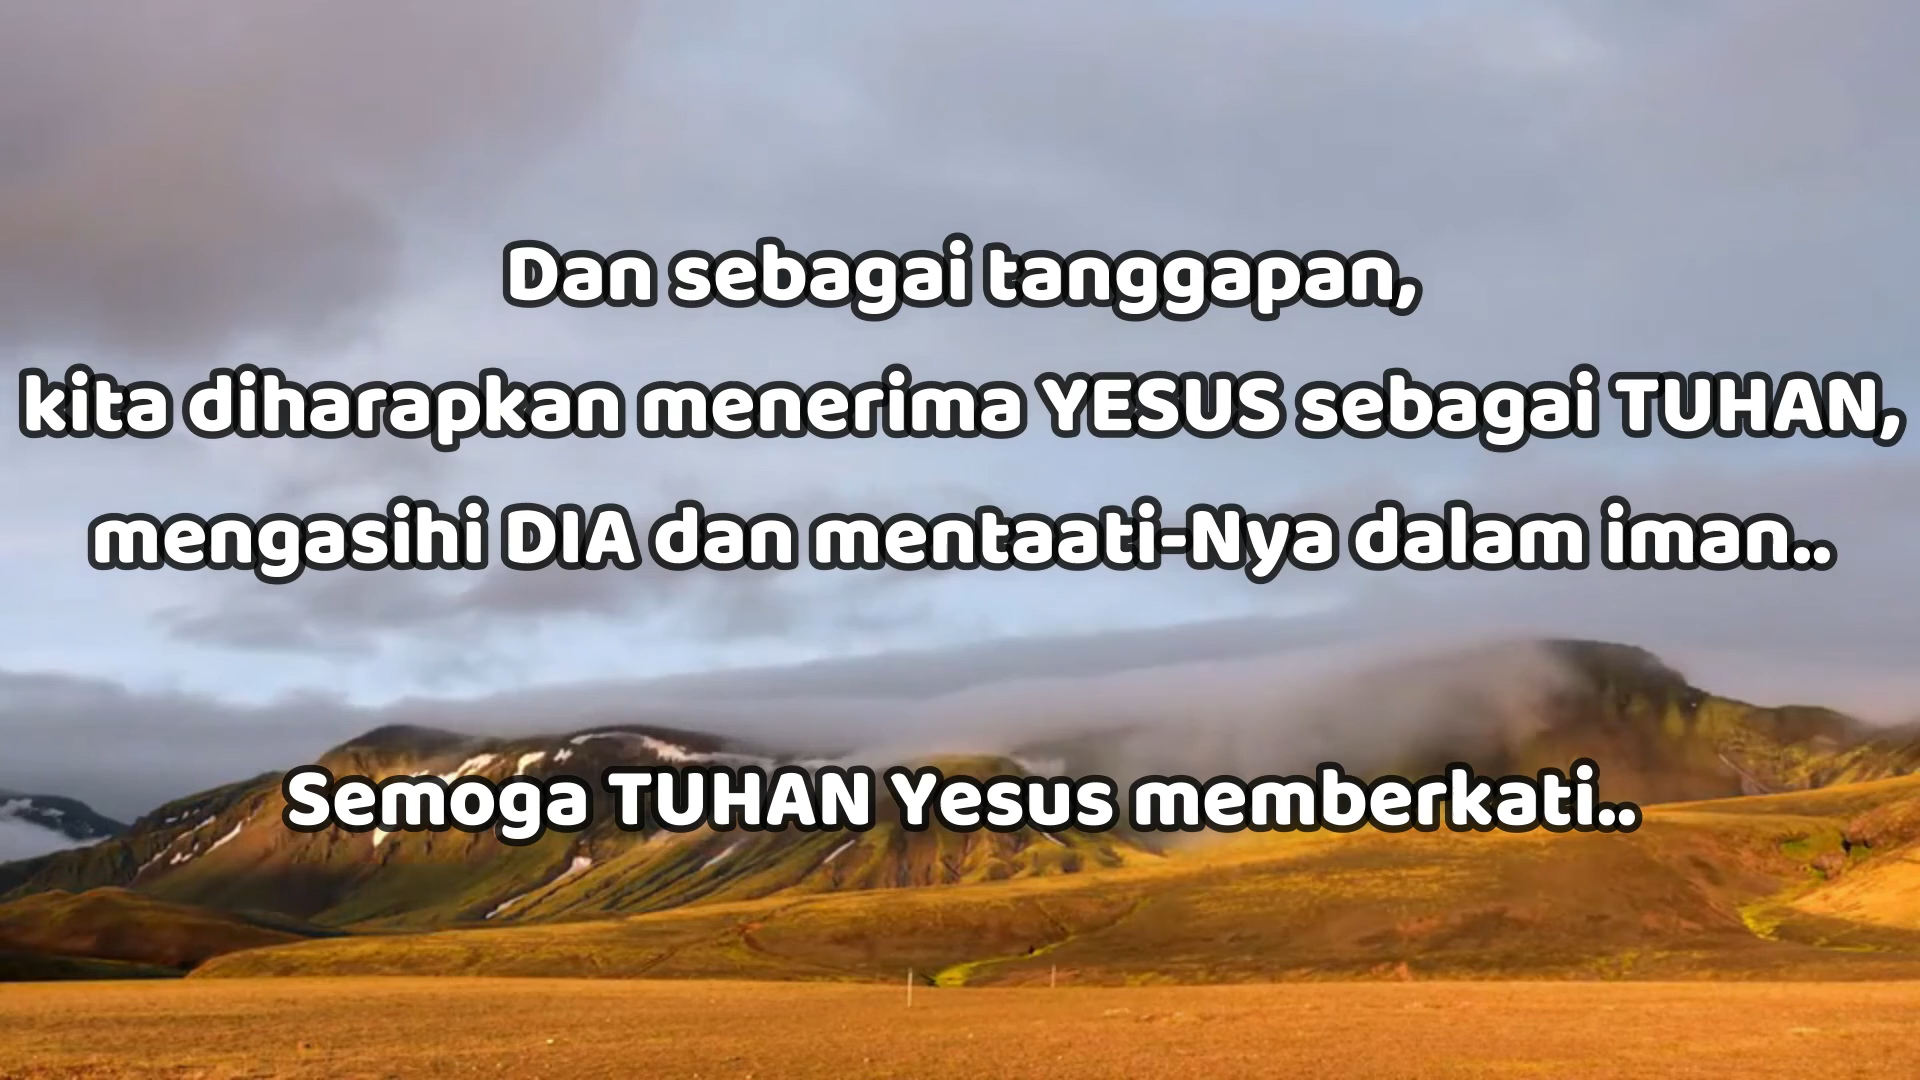 Dan sebagai tanggapan,
kita diharapkan menerima YESUS sebagai TUHAN,
mengasihi DIA dan mentaati-Nya dalam iman..
Semoga TUHAN Yesus memberkati..